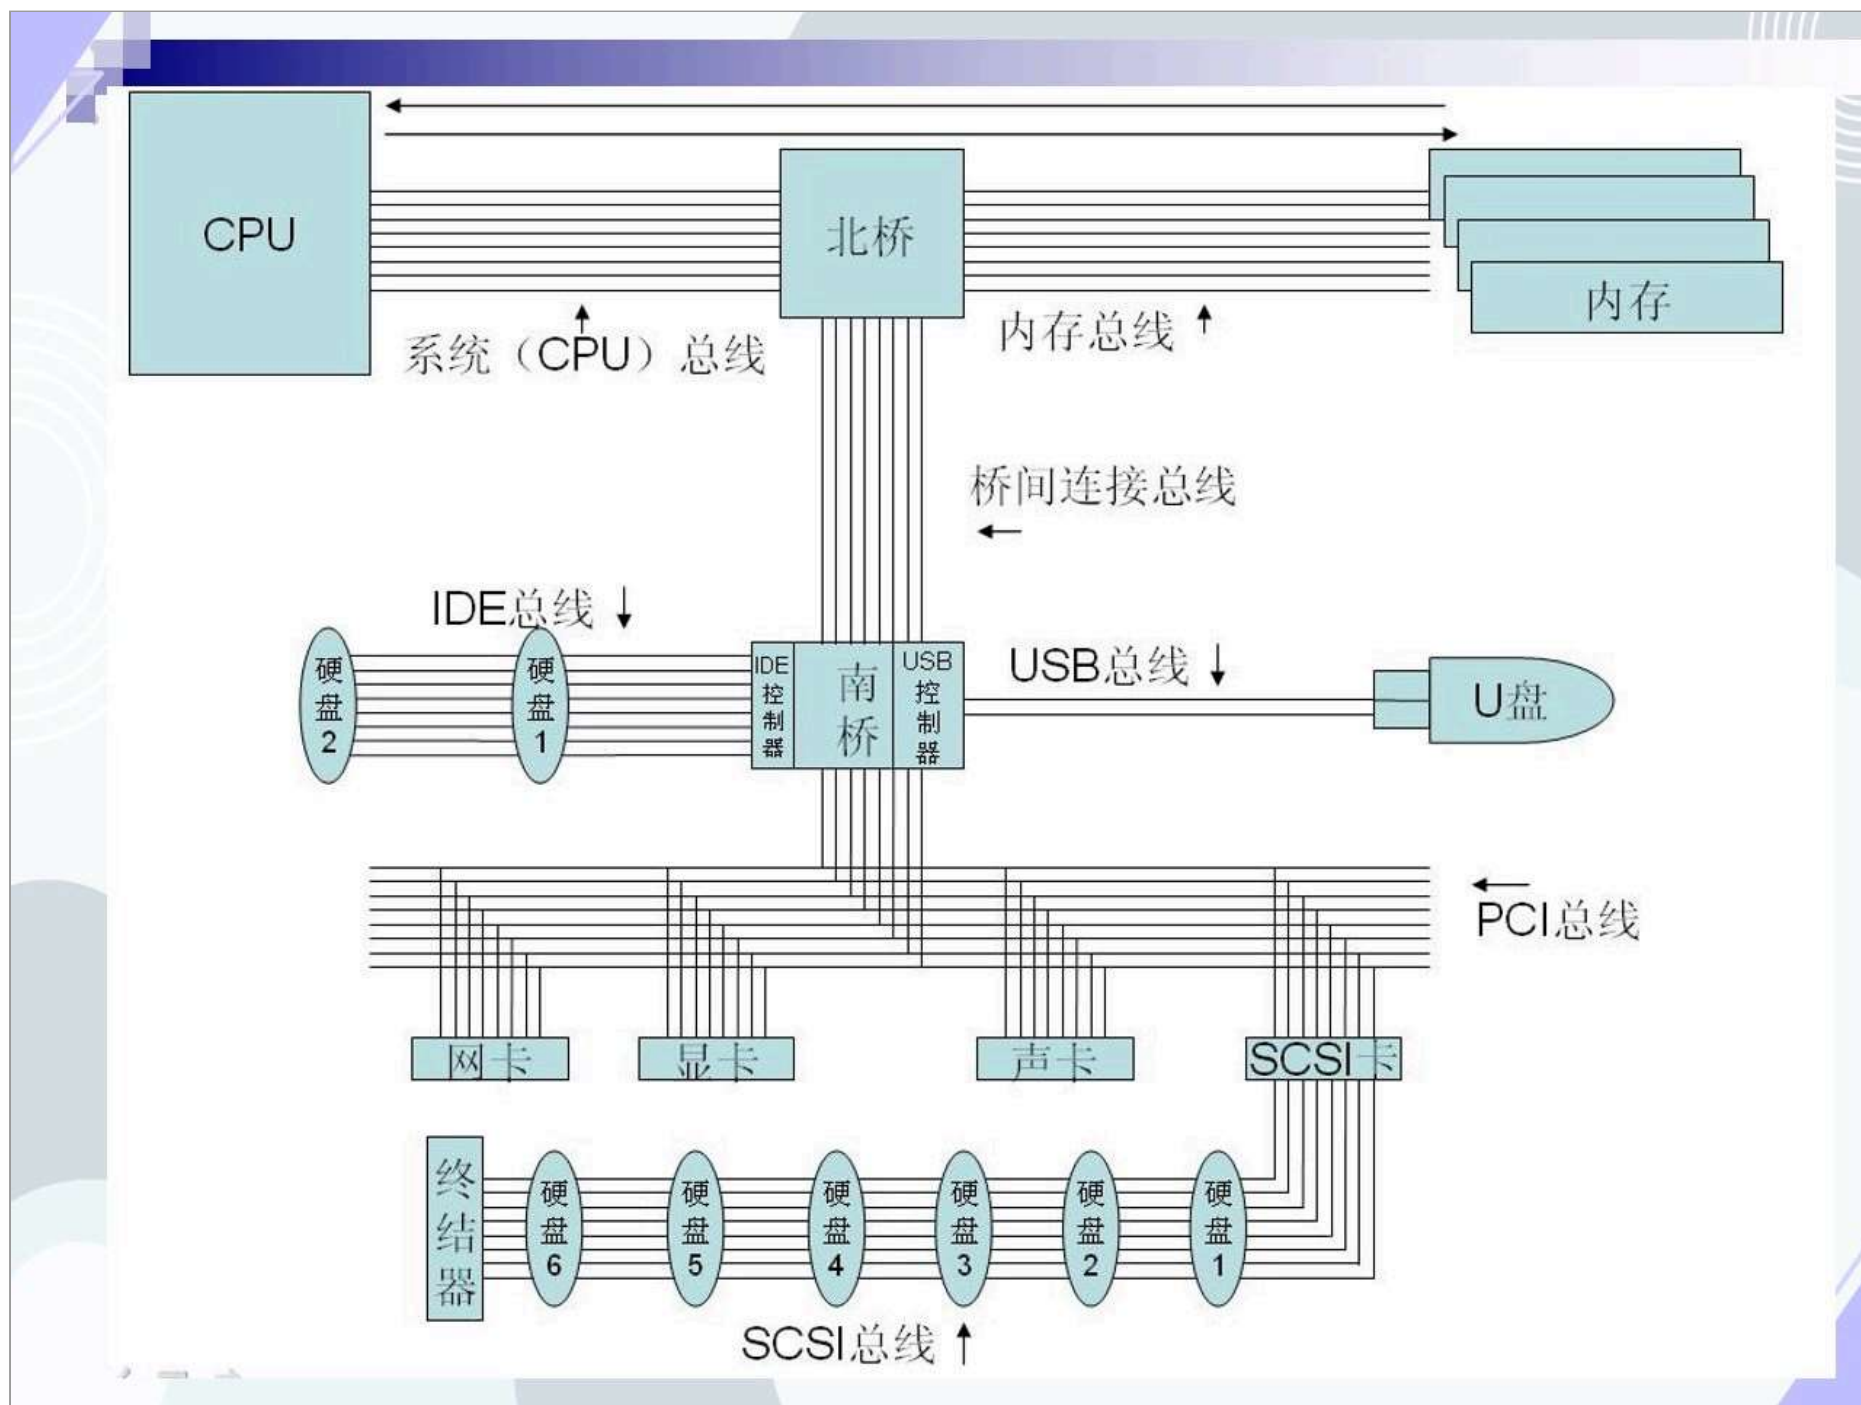 CPU
北桥
内存
系统（CPU）总线
内存总线
桥间连接总线
IDE总线
硬盘2
硬盘1
IDE控制器
南桥
USB控制器
USB总线
U盘
PCI总线
网卡
显卡
声卡
SCSI卡
终结器
硬盘6
硬盘5
硬盘4
硬盘3
硬盘2
硬盘1
SCSI总线